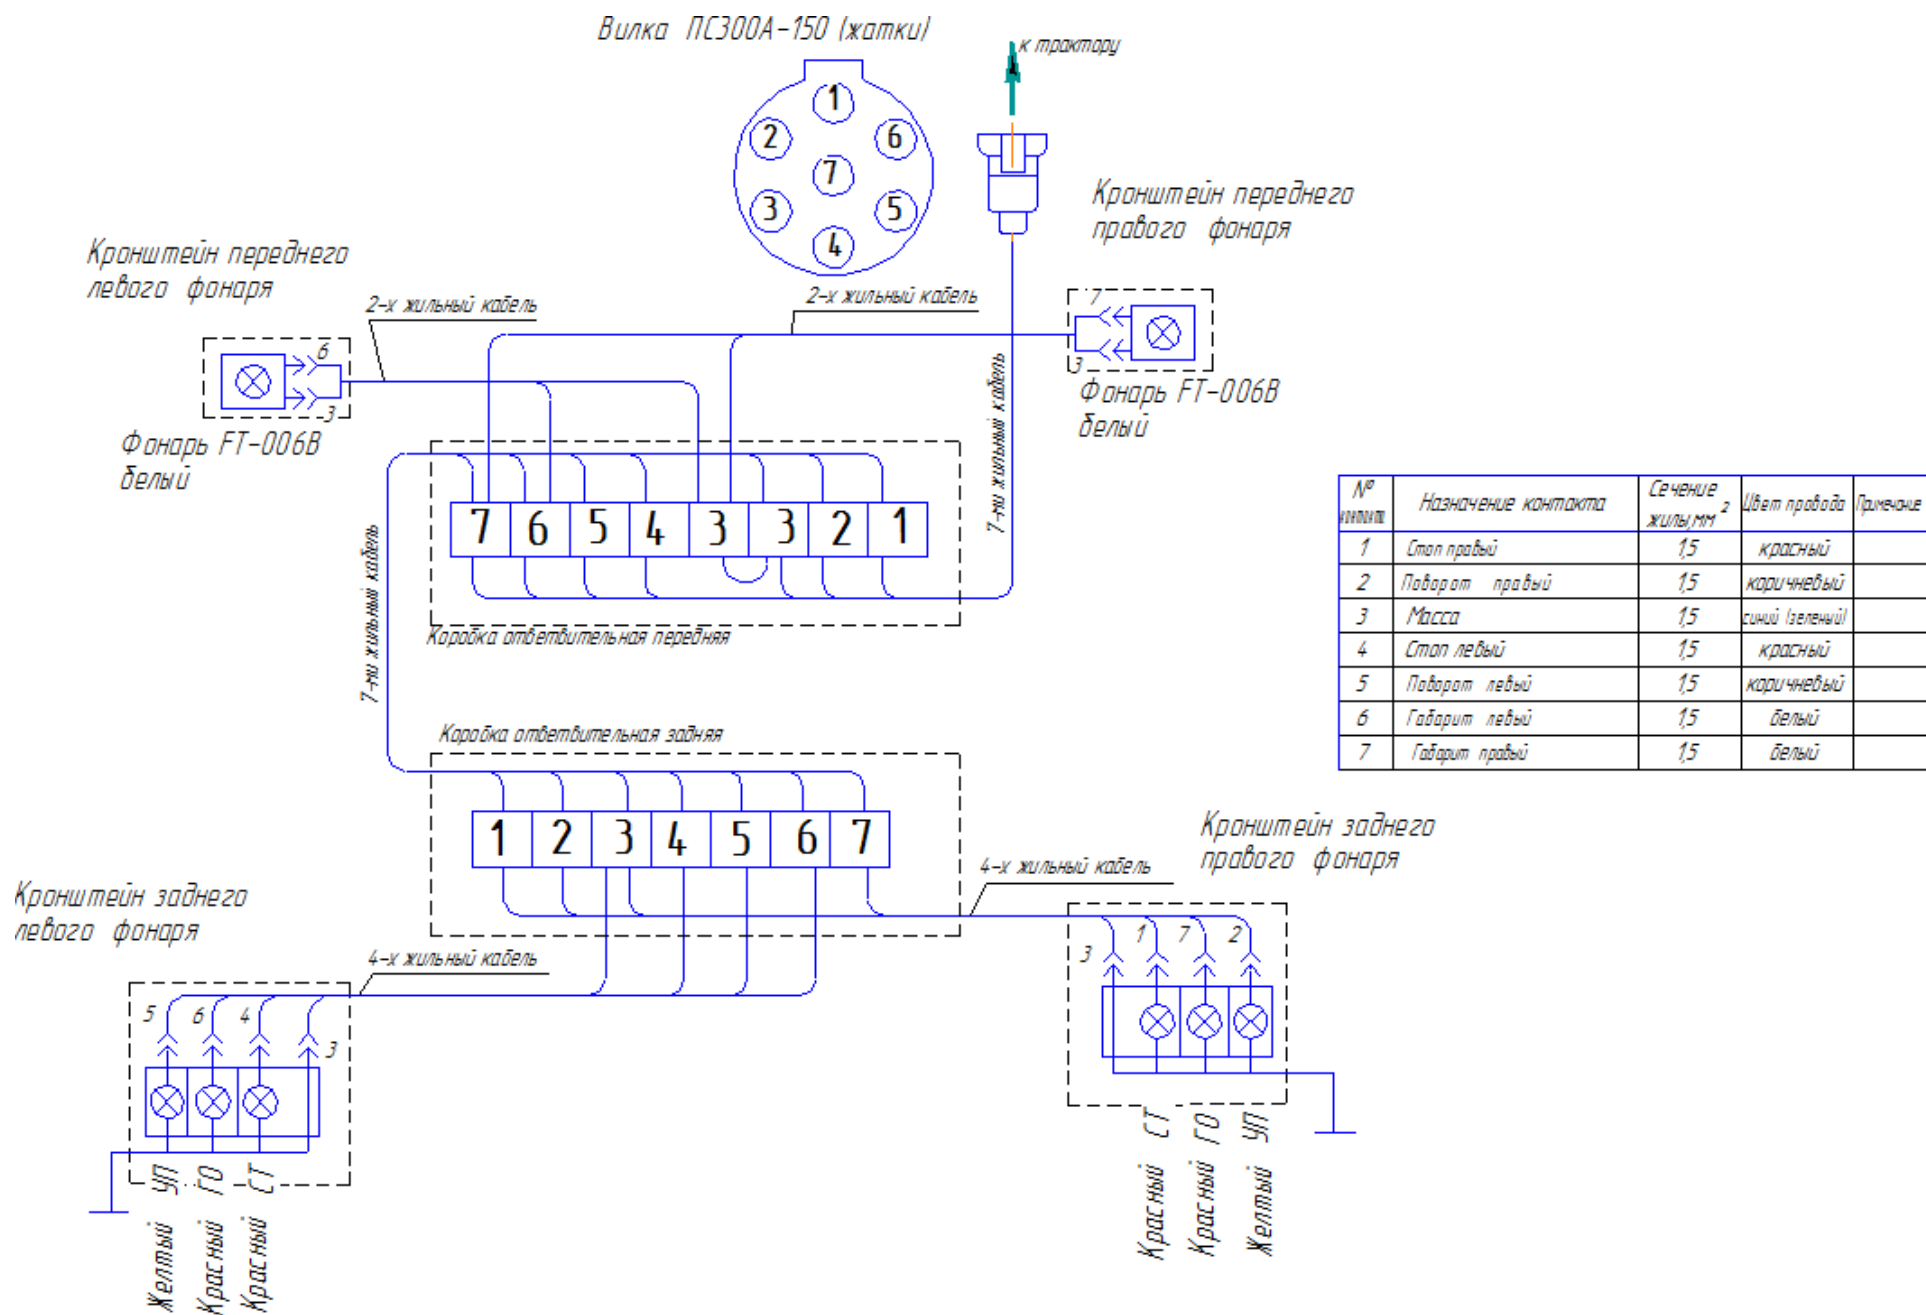 Вилка ПС300А-150 (жатки)
к трактору
1
2
6
7
3
5
4
Кронштейн переднего
правого фонаря
Кронштейн переднего
левого фонаря
2-х жильный кабель
2-х жильный кабель
7
3
6
3
Фонарь FT-006В
белый
Фонарь FT-006В
белый
7-ми жильный кабель
7 6 5 4 3 3 2 1
Коробка ответвительная передняя
7-ми жильный кабель
№ контакта Назначение контакта Сечение жилы,мм 2 Цвет провода Примечание
1 Стоп правый 1,5 красный
2 Поворот правый 1,5 коричневый
3 Масса 1,5 синий (зеленый)
4 Стоп левый 1,5 красный
5 Поворот левый 1,5 коричневый
6 Габарит левый 1,5 белый
7 Габарит правый 1,5 белый
Коробка ответвительная задняя
1 2 3 4 5 6 7
Кронштейн заднего
правого фонаря
4-х жильный кабель
Кронштейн заднего
левого фонаря
4-х жильный кабель
3 1 7 2
5 6 4 3
Красный СТ
Красный ГО
Желтый УП
Желтый УП
Красный ГО
Красный СТ